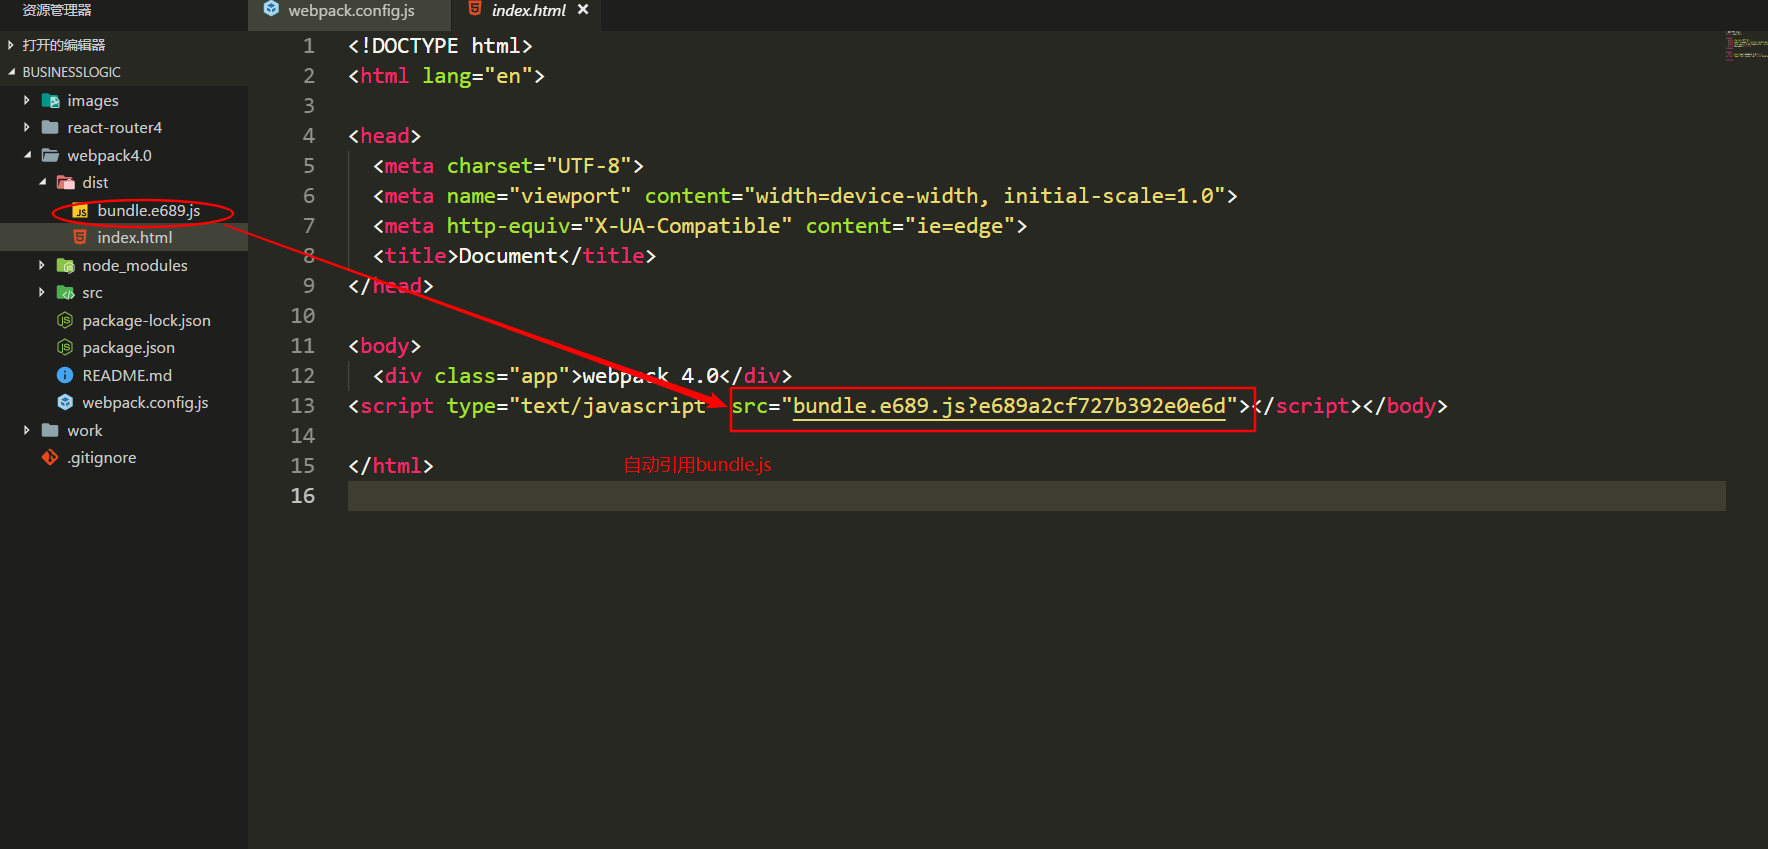 资源管理器
webpack.config.js
index.html ×
打开的编辑器
BUSINESSLOGIC
images
react-router4
webpack4.0
dist
JS bundle.e689.js
index.html
node_modules
src
package-lock.json
package.json
README.md
webpack.config.js
work
.gitignore
1 <!DOCTYPE html>
2 <html lang="en">
3
4 <head>
5 <meta charset="UTF-8">
6 <meta name="viewport" content="width=device-width, initial-scale=1.0">
7 <meta http-equiv="X-UA-Compatible" content="ie=edge">
8 <title>Document</title>
9 </head>
10
11 <body>
12 <div class="app">webpack 4.0</div>
13 <script type="text/javascript src="bundle.e689.js?e689a2cf727b392e0e6d"></script></body>
14
15 </html>
自动引用bundle.js
16